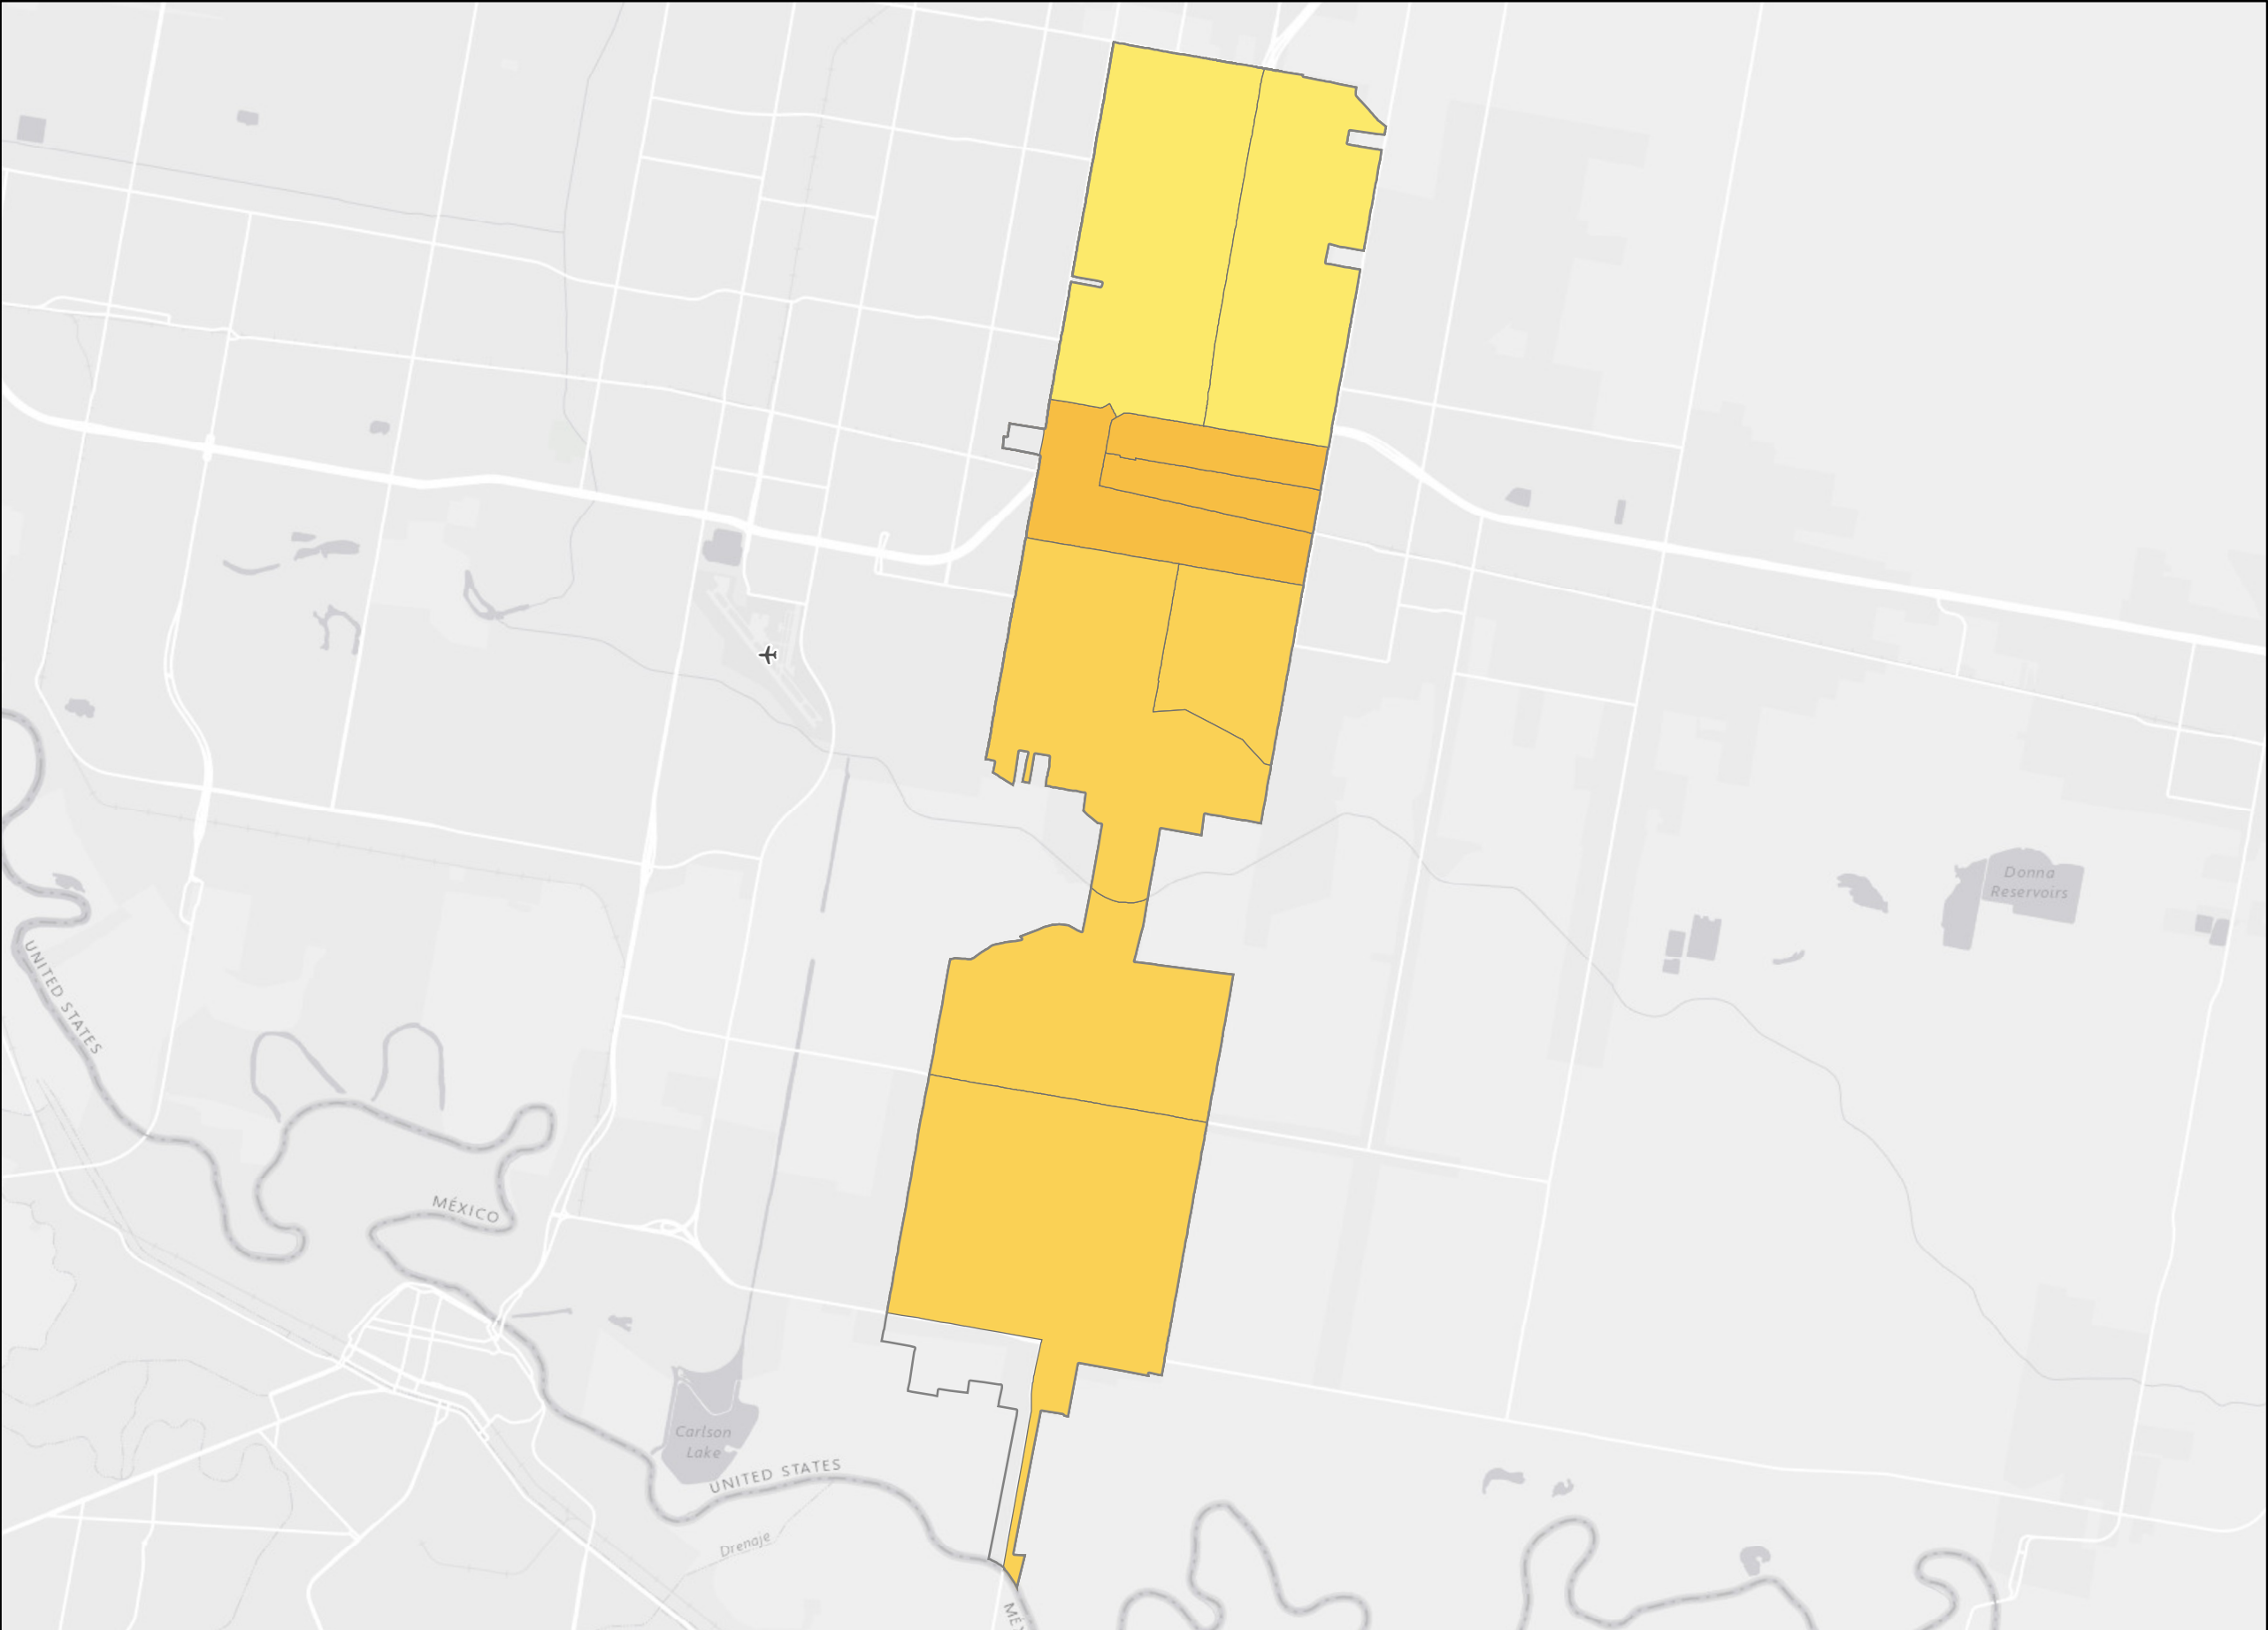 Donna
Reservoirs
UNITED STATES
MÉXICO
Carlson
Lake
UNITED STATES
Drenaje